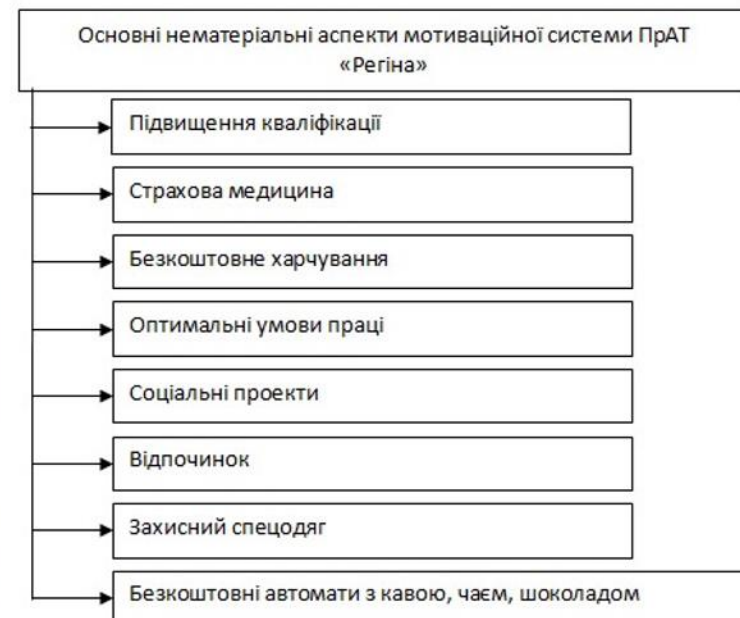 Основні нематеріальні аспекти мотиваційної системи ПрАТ
«Регіна»
Підвищення кваліфікації
Страхова медицина
Безкоштовне харчування
Оптимальні умови праці
Соціальні проекти
Відпочинок
Захисний спецодяг
Безкоштовні автомати з кавою, чаєм, шоколадом